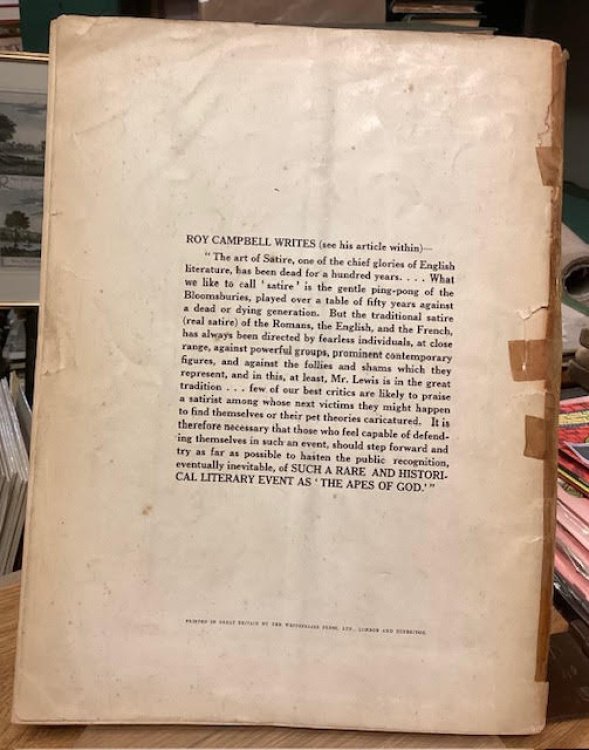 ROY CAMPBELL WRITES (see his article within)—
" The art of Satire, one of the chief glories of English
literature, has been dead for a hundred years. . . . What
we like to call ' satire ' is the gentle ping-pong of the
Bloomsburies, played over a table of fifty years against
a dead or dying generation. But the traditional satire
(real satire) of the Romans, the English, and the French,
has always been directed by fearless individuals, at close
range, against powerful groups, prominent contemporary
figures, and against the follies and shams which they
represent, and in this, at least, Mr. Lewis is in the great
tradition . . . few of our best critics are likely to praise
a satirist among whose next victims they might happen
to find themselves or their pet theories caricatured. It is
therefore necessary that those who feel capable of defend-
ing themselves in such an event, should step forward and
try as far as possible to hasten the public recognition,
eventually inevitable, of SUCH A RARE AND HISTORI-
CAL LITERARY EVENT AS ' THE APES OF GOD.' "
PRINTED IN GREAT BRITAIN BY THE WHITEFRIARS PRESS, LTD., LONDON AND TONBRIDGE.